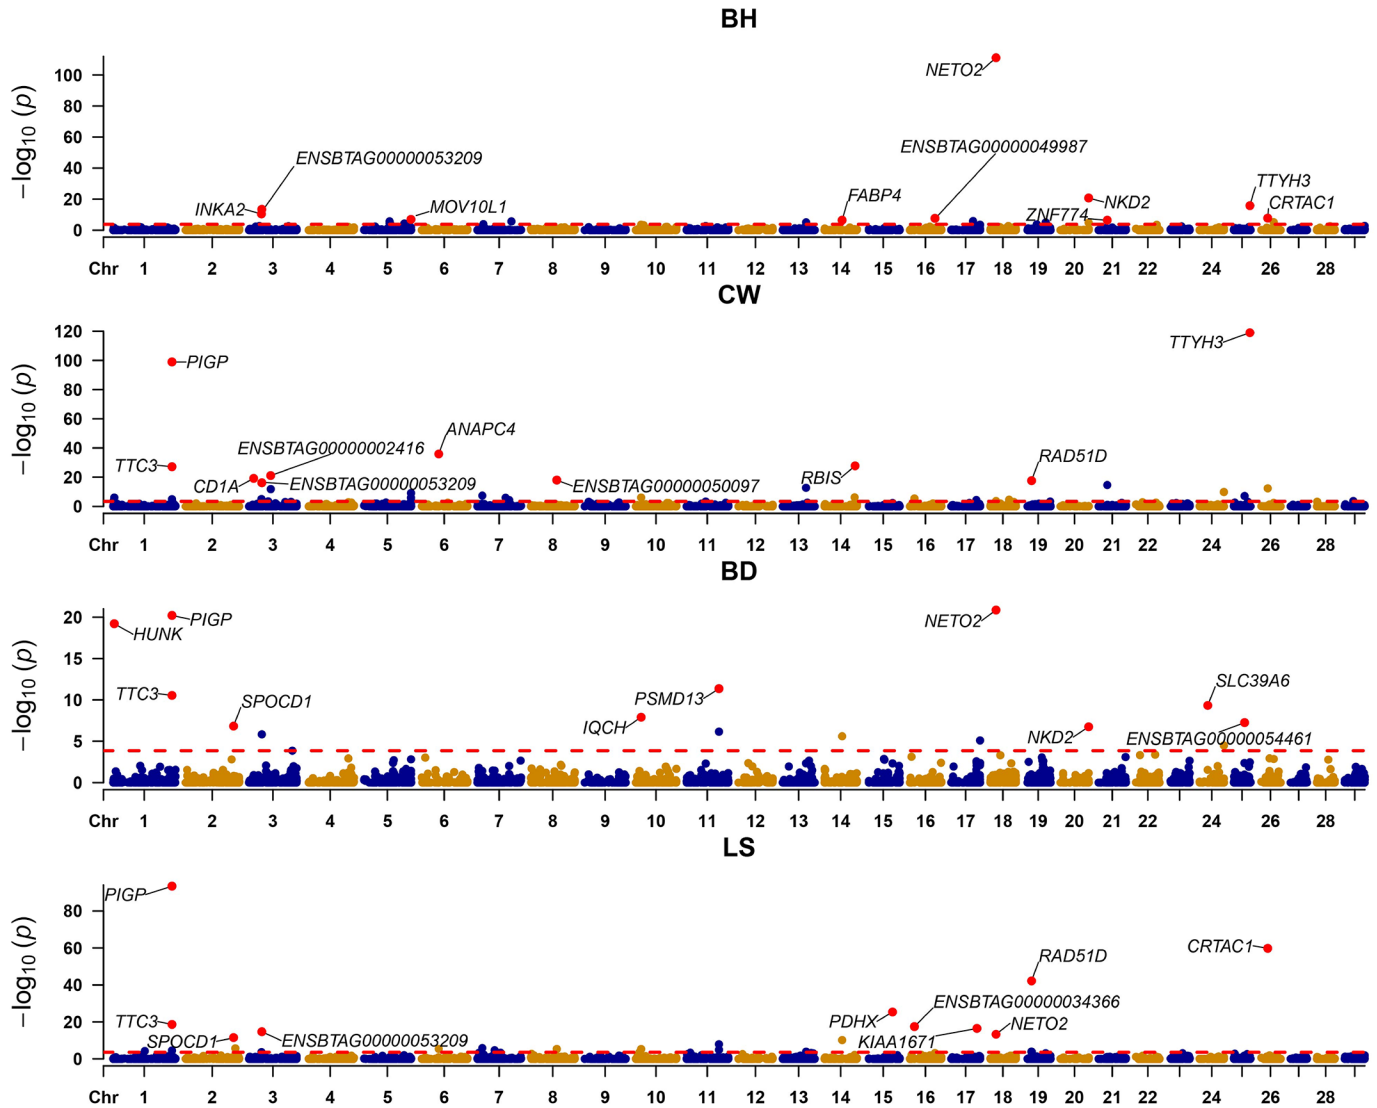 BH
−log10 (p)
100
80
60
40
20
0
NETO2
ENSBTAG00000053209
ENSBTAG00000049987
INKA2
MOV10L1
FABP4
ZNF774
NKD2
TTYH3
CRTAC1
Chr 1 2 3 4 5 6 7 8 9 10 11 12 13 14 15 16 17 18 19 20 21 22 24 26 28
CW
−log10 (p)
120
100
80
60
40
20
0
PIGP
TTYH3
ANAPC4
ENSBTAG00000002416
TTC3
CD1A
ENSBTAG00000053209
ENSBTAG00000050097
RBIS
RAD51D
Chr 1 2 3 4 5 6 7 8 9 10 11 12 13 14 15 16 17 18 19 20 21 22 24 26 28
BD
−log10 (p)
20
15
10
5
0
PIGP
HUNK
NETO2
TTC3
SPOCD1
IQCH
PSMD13
SLC39A6
NKD2
ENSBTAG00000054461
Chr 1 2 3 4 5 6 7 8 9 10 11 12 13 14 15 16 17 18 19 20 21 22 24 26 28
LS
−log10 (p)
80
60
40
20
0
PIGP
CRTAC1
RAD51D
TTC3
SPOCD1
ENSBTAG00000053209
PDHX
ENSBTAG00000034366
KIAA1671
NETO2
Chr 1 2 3 4 5 6 7 8 9 10 11 12 13 14 15 16 17 18 19 20 21 22 24 26 28